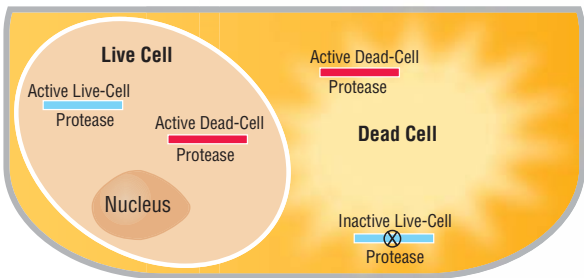 Live Cell
Active Live-Cell
Protease
Active Dead-Cell
Protease
Nucleus
Active Dead-Cell
Protease
Dead Cell
Inactive Live-Cell
X
Protease